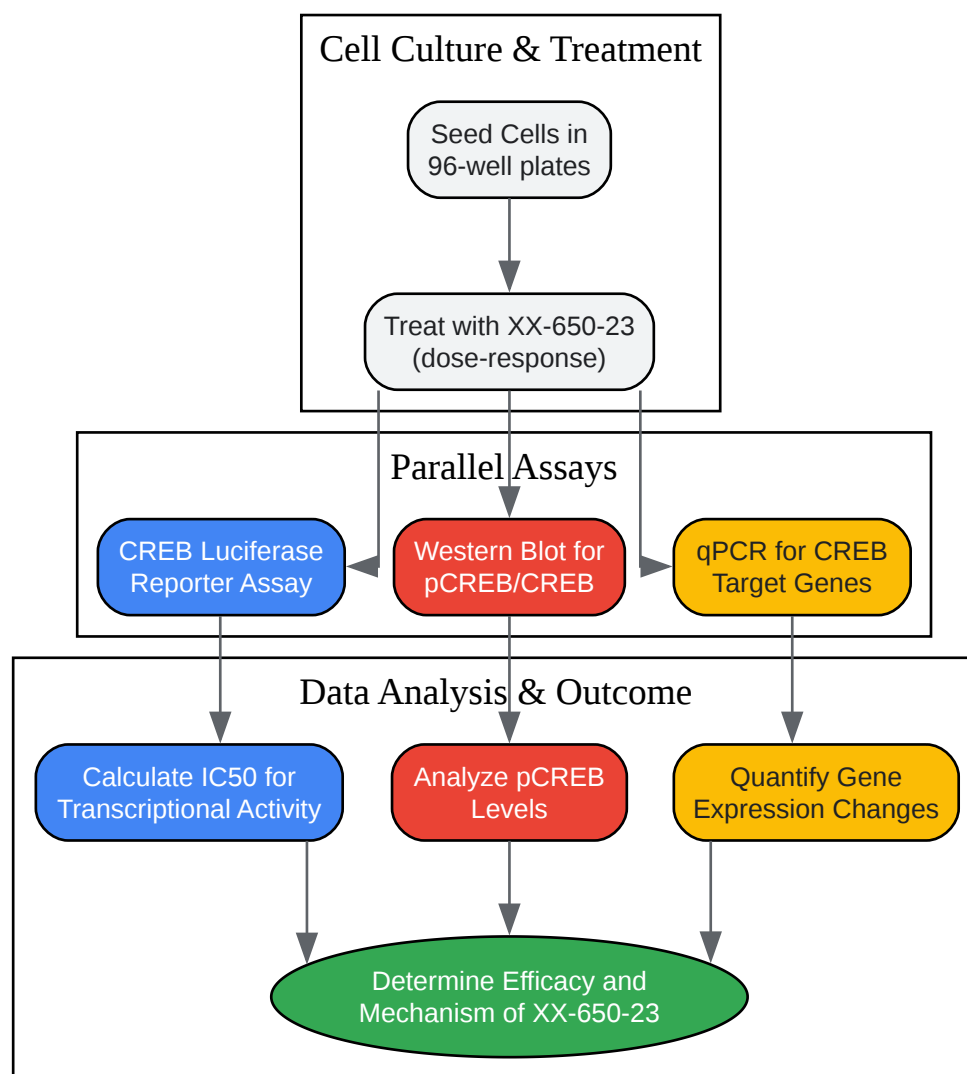 Cell Culture & Treatment
Seed Cells in
96-well plates
Treat with XX-650-23
(dose-response)
Parallel Assays
CREB Luciferase
Reporter Assay
Western Blot for
pCREB/CREB
qPCR for CREB
Target Genes
Data Analysis & Outcome
Calculate IC50 for
Transcriptional Activity
Analyze pCREB
Levels
Quantify Gene
Expression Changes
Determine Efficacy and
Mechanism of XX-650-23